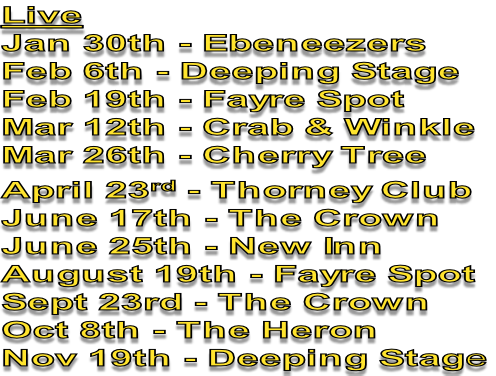 Live
Jan 30th - Ebeneezers
Feb 6th - Deeping Stage
Feb 19th - Fayre Spot
Mar 12th - Crab & Winkle
Mar 26th - Cherry Tree
April 23rd - Thorney Club
June 17th - The Crown
June 25th - New Inn
August 19th - Fayre Spot
Sept 23rd - The Crown
Oct 8th - The Heron
Nov 19th - Deeping Stage